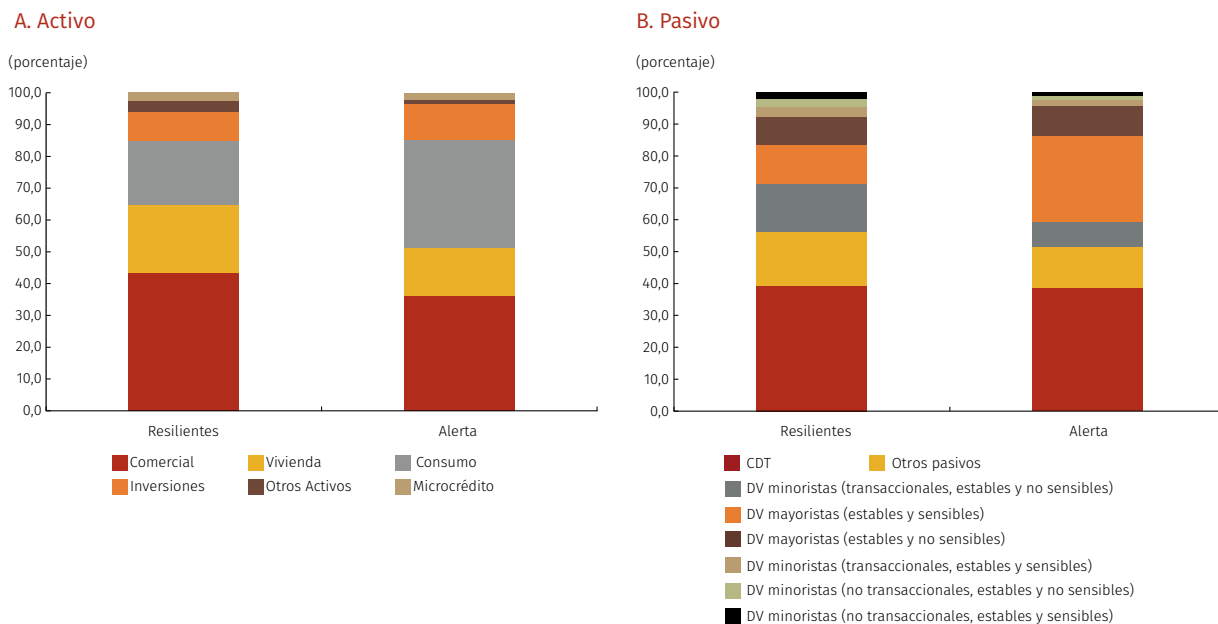 A. Activo
(porcentaje)
100,0
90,0
80,0
70,0
60,0
50,0
40,0
30,0
20,0
10,0
0,0
Resilientes
Alerta
Comercial
Vivienda
Consumo
Inversiones
Otros Activos
Microcrédito
B. Pasivo
(porcentaje)
100,0
90,0
80,0
70,0
60,0
50,0
40,0
30,0
20,0
10,0
0,0
Resilientes
Alerta
CDT
Otros pasivos
DV minoristas (transaccionales, estables y no sensibles)
DV mayoristas (estables y sensibles)
DV mayoristas (estables y no sensibles)
DV minoristas (transaccionales, estables y sensibles)
DV minoristas (no transaccionales, estables y no sensibles)
DV minoristas (no transaccionales, estables y sensibles)